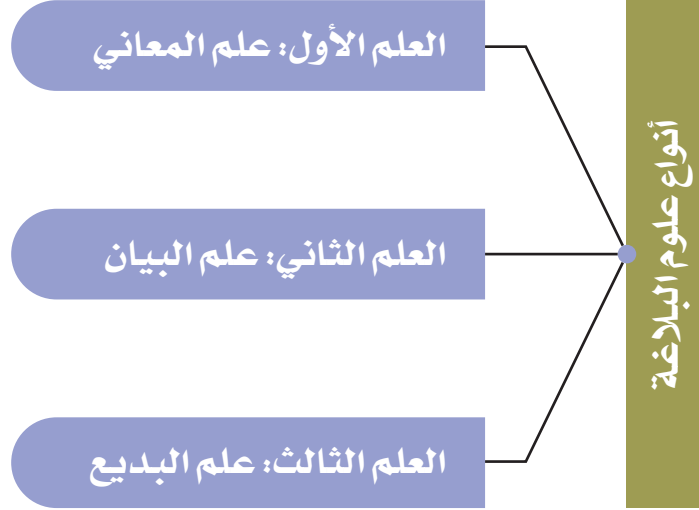 أنواع علوم البلاغة
العلم الأول: علم المعاني
العلم الثاني: علم البيان
العلم الثالث: علم البديع